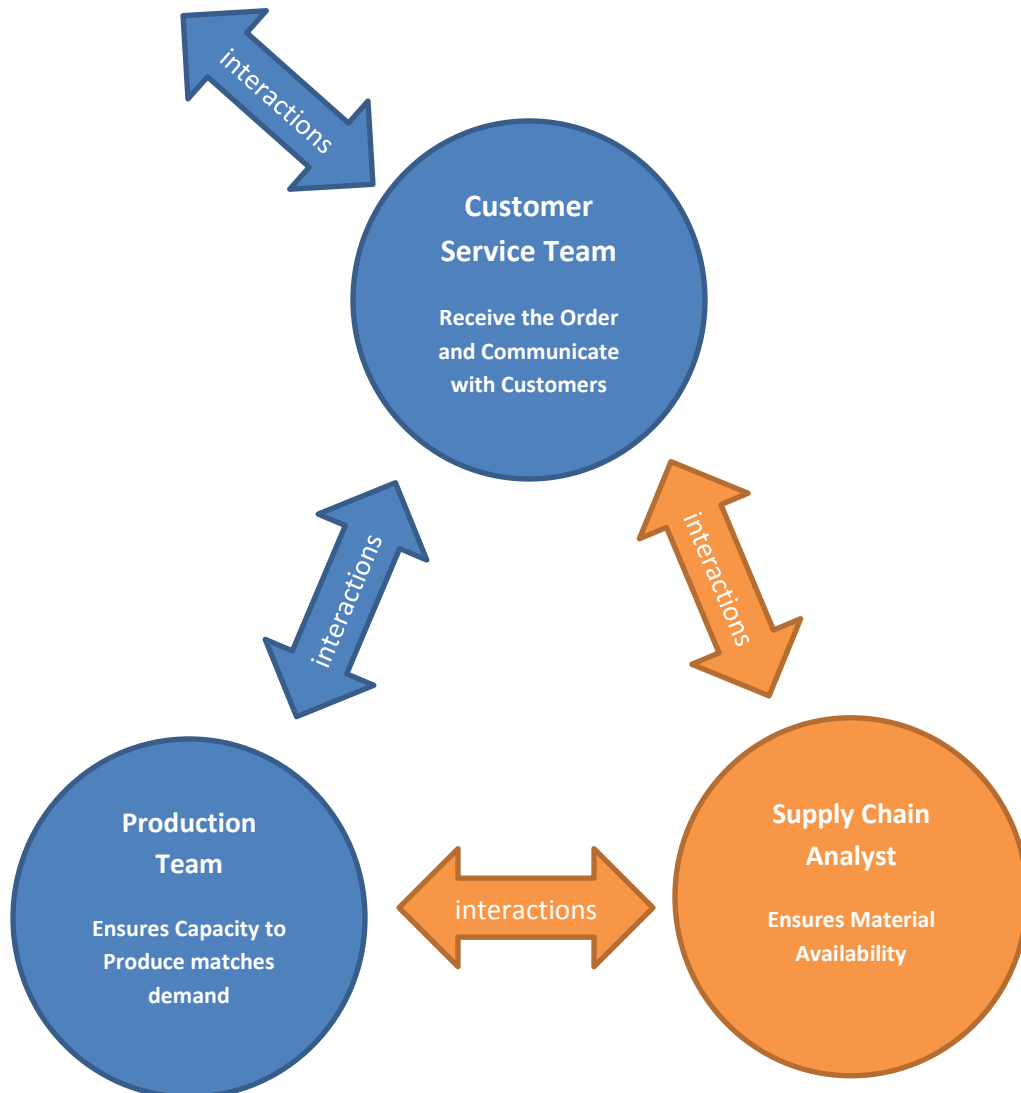 interactions
Customer
Service Team
Receive the Order
and Communicate
with Customers
interactions
interactions
Production
Team
Ensures Capacity to
Produce matches
demand
interactions
Supply Chain
Analyst
Ensures Material
Availability